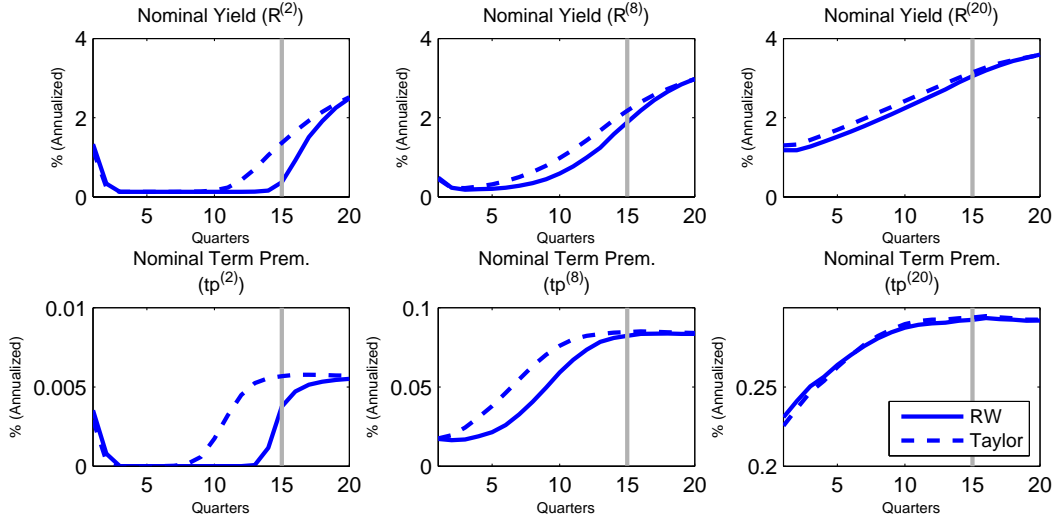 Nominal Yield (R(2))
Nominal Yield (R(8))
Nominal Yield (R(20))
% (Annualized)
4
2
0
5 10 15 20
Quarters
% (Annualized)
4
2
0
5 10 15 20
Quarters
% (Annualized)
4
2
0
5 10 15 20
Quarters
Nominal Term Prem.
(tp(2))
Nominal Term Prem.
(tp(8))
Nominal Term Prem.
(tp(20))
% (Annualized)
0.01
0.005
0
5 10 15 20
Quarters
% (Annualized)
0.1
0.05
0
5 10 15 20
Quarters
% (Annualized)
0.25
0.2
5 10 15 20
Quarters
RW
Taylor